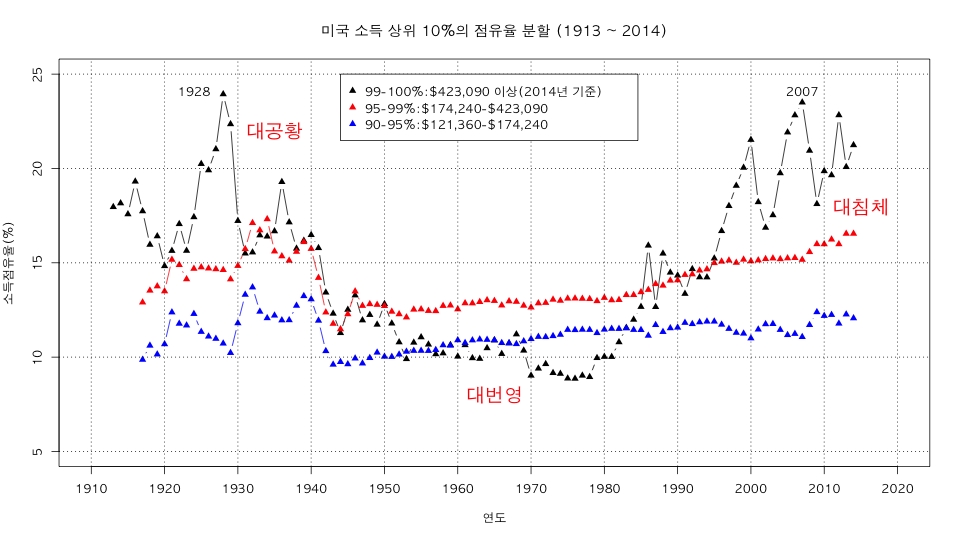 미국 소득 상위 10%의 점유율 분할 (1913 ~ 2014)
99-100%:$423,090 이상(2014년 기준)
95-99%:$174,240-$423,090
90-95%:$121,360-$174,240
1928
2007
대공황
대침체
대번영
소득점유율(%)
25
20
15
10
5
1910 1920 1930 1940 1950 1960 1970 1980 1990 2000 2010 2020
연도